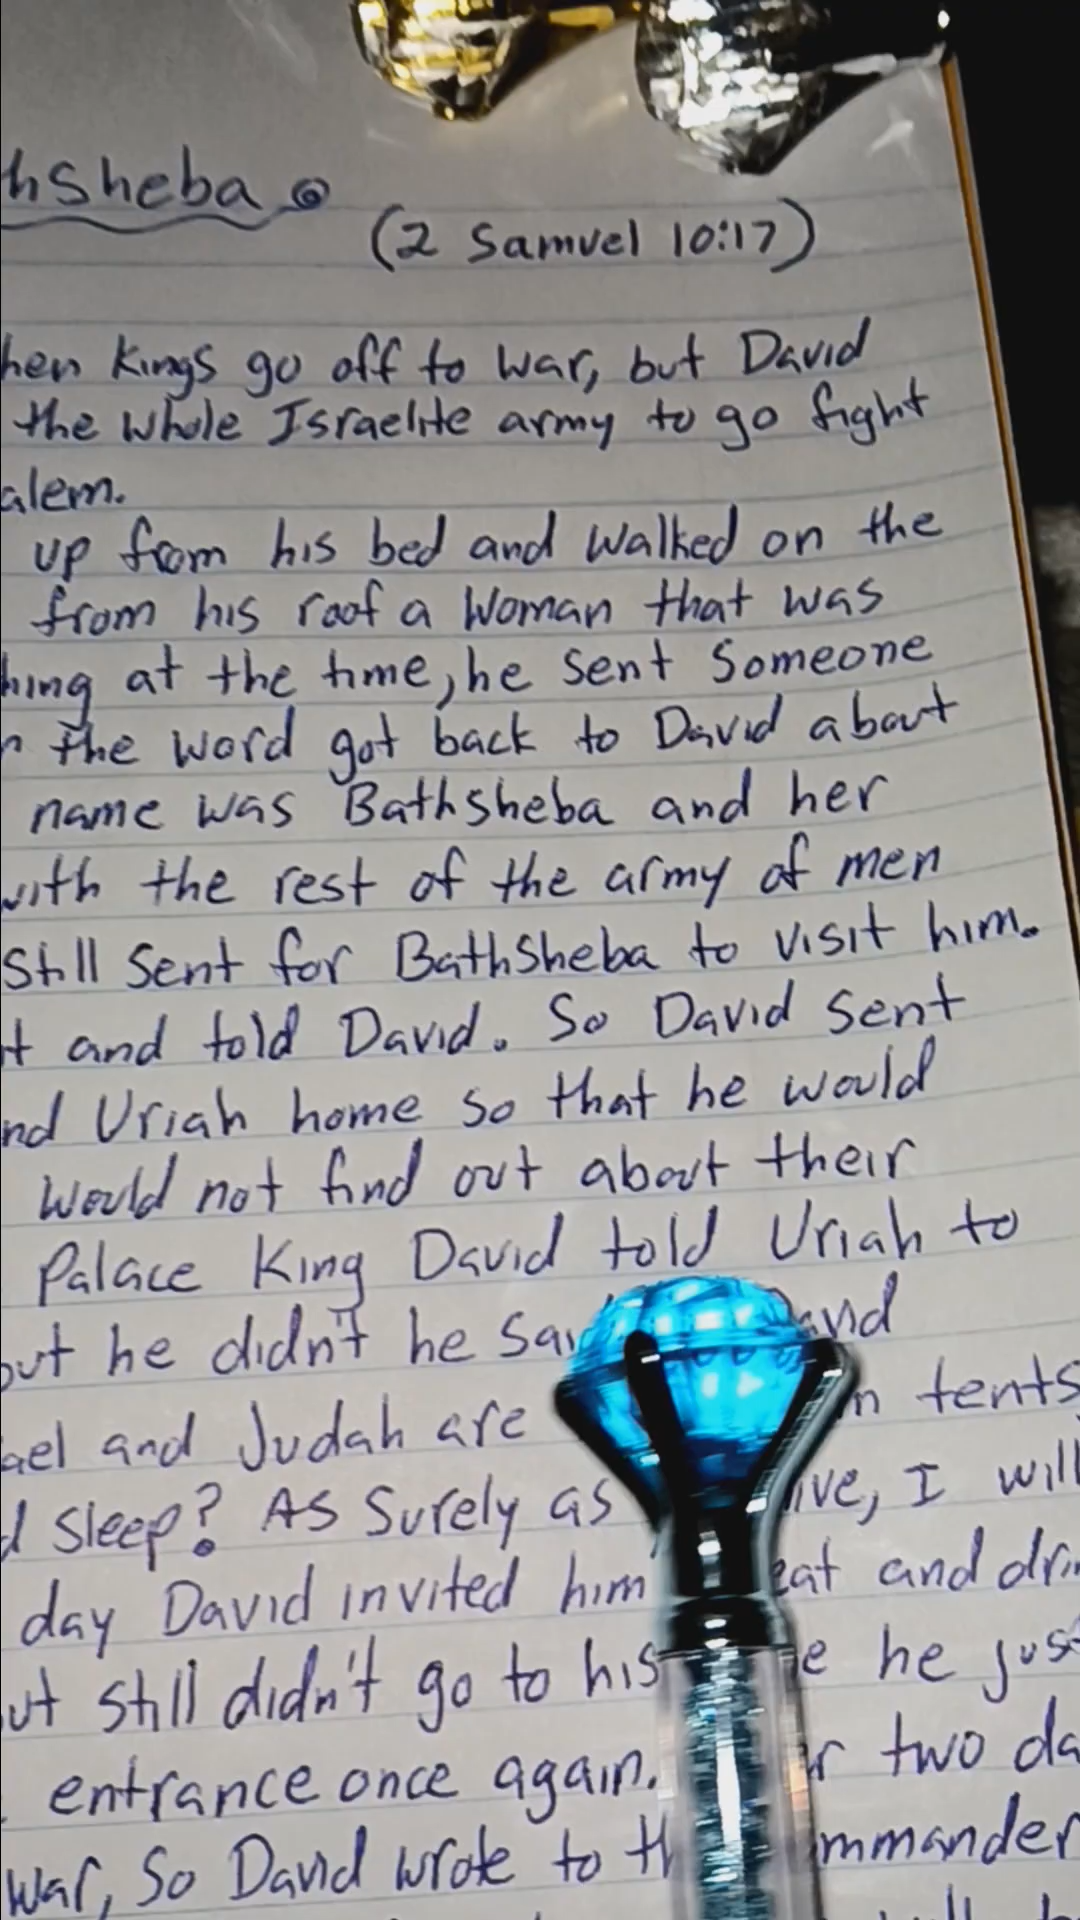 hsheba
(2 Samuel 10:17)
hen Kings go off to war, but David
the whole Israelite army to go fight
alem.
up from his bed and walked on the
from his roof a Woman that was
hing at the time, he sent Someone
n the word got back to David about
name was Bathsheba and her
with the rest of the army of men
Still Sent for Bathsheba to visit him.
t and told David. So David sent
nd Uriah home so that he would
would not find out about their
Palace King David told Uriah to
out he didn't he Sai and
ael and Judah are n tents
d Sleep? As Surely as ive, I will
day David invited him eat and drin
ut still didn't go to his e he just
entrance once again. r two da
war, So David wrote to th mmander